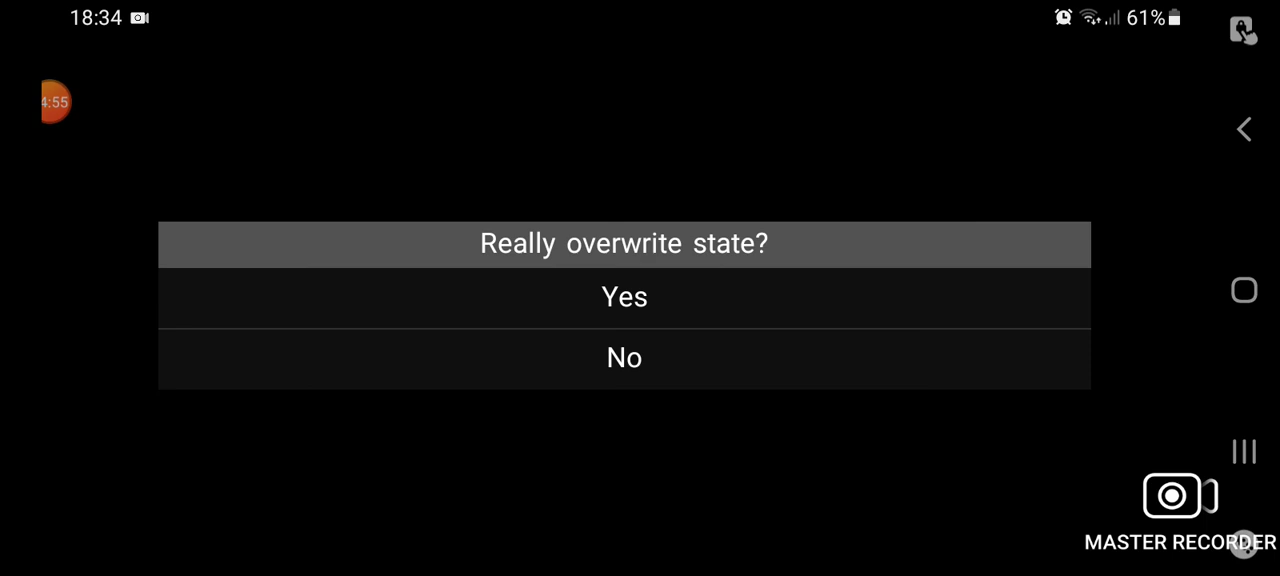 18:34
61%
4:55
Really overwrite state?
Yes
No
MASTER RECORDER